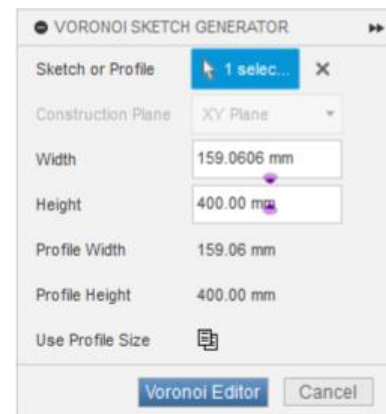 VORONOI SKETCH GENERATOR
Sketch or Profile 1 selec...
Construction Plane XY Plane
Width 159.0606 mm
Height 400.00 mm
Profile Width 159.06 mm
Profile Height 400.00 mm
Use Profile Size
Voronoi Editor Cancel